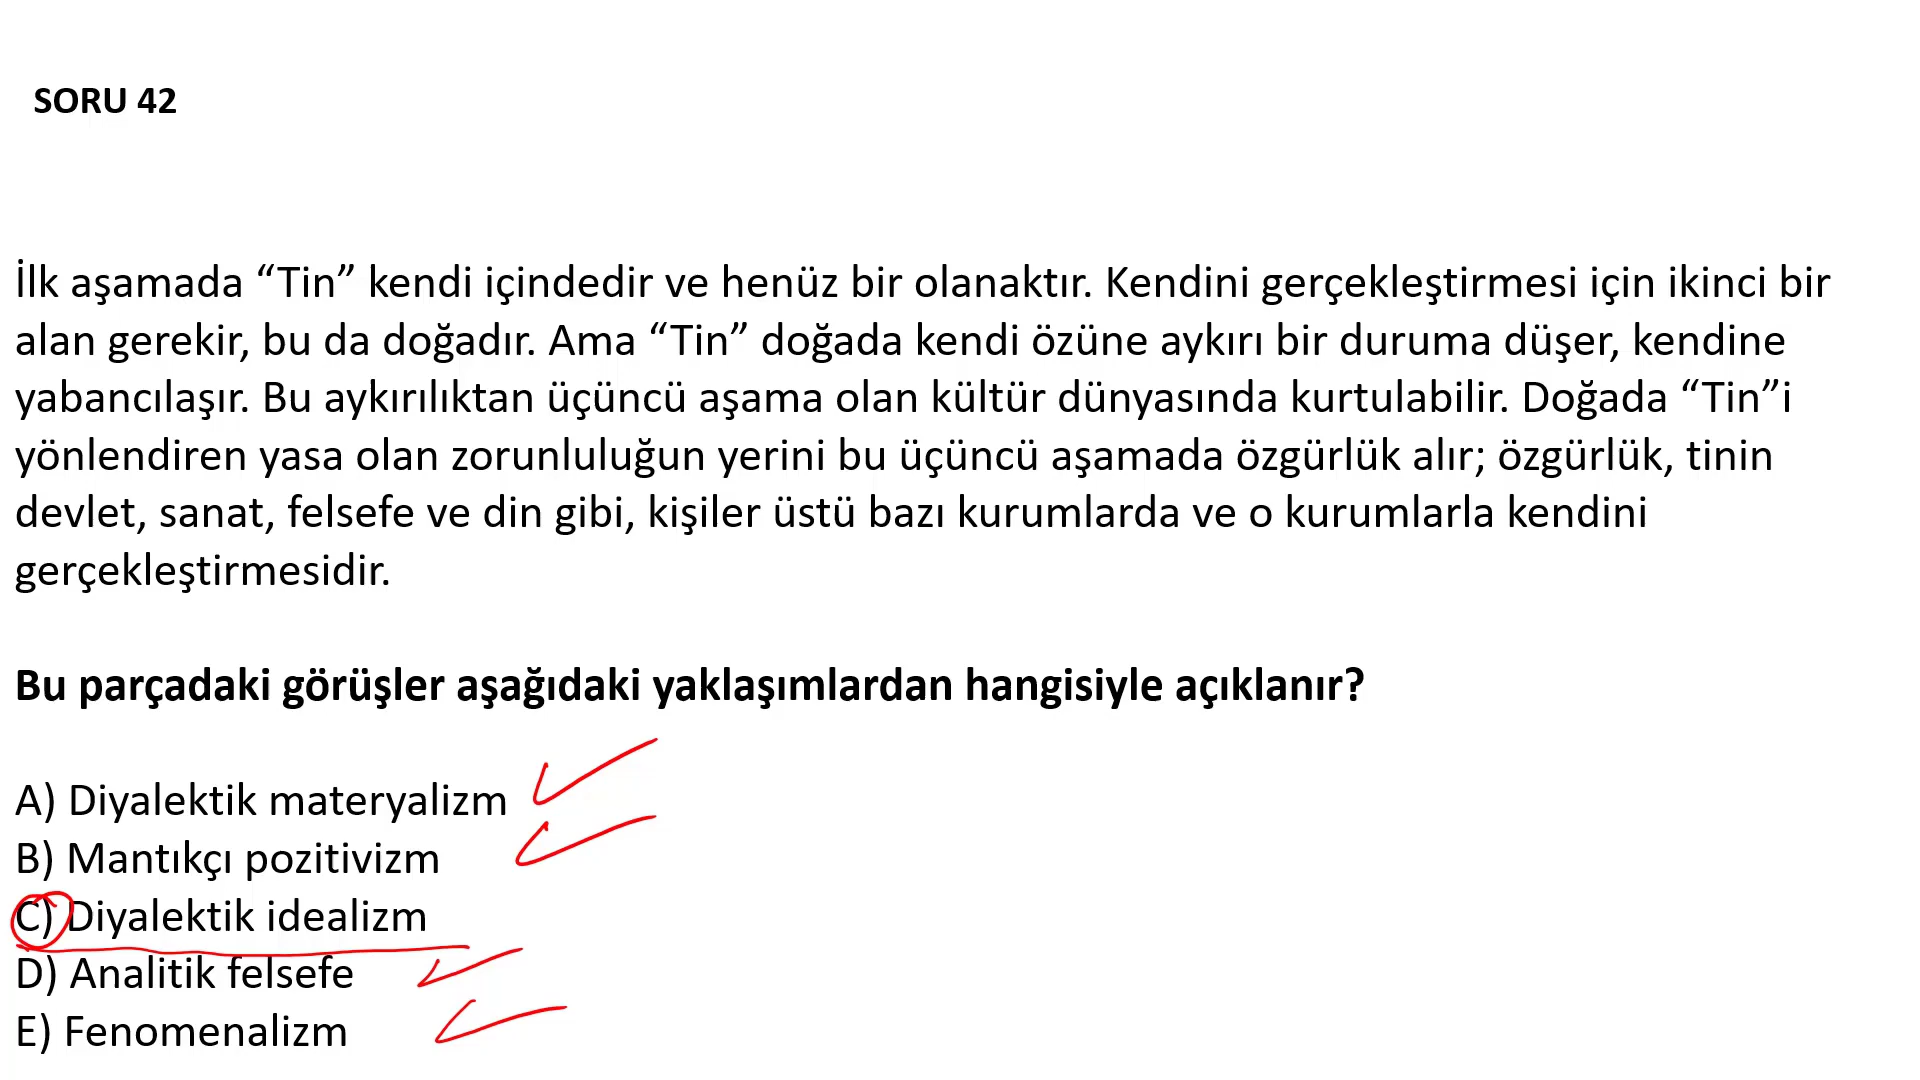 SORU 42
İlk aşamada “Tin” kendi içindedir ve henüz bir olanaktır. Kendini gerçekleştirmesi için ikinci bir
alan gerekir, bu da doğadır. Ama “Tin” doğada kendi özüne aykırı bir duruma düşer, kendine
yabancılaşır. Bu aykırılıktan üçüncü aşama olan kültür dünyasında kurtulabilir. Doğada “Tin”i
yönlendiren yasa olan zorunluluğun yerini bu üçüncü aşamada özgürlük alır; özgürlük, tinin
devlet, sanat, felsefe ve din gibi, kişiler üstü bazı kurumlarda ve o kurumlarla kendini
gerçekleştirmesidir.
Bu parçadaki görüşler aşağıdaki yaklaşımlardan hangisiyle açıklanır?
A) Diyalektik materyalizm
B) Mantıkçı pozitivizm
C) Diyalektik idealizm
D) Analitik felsefe
E) Fenomenalizm